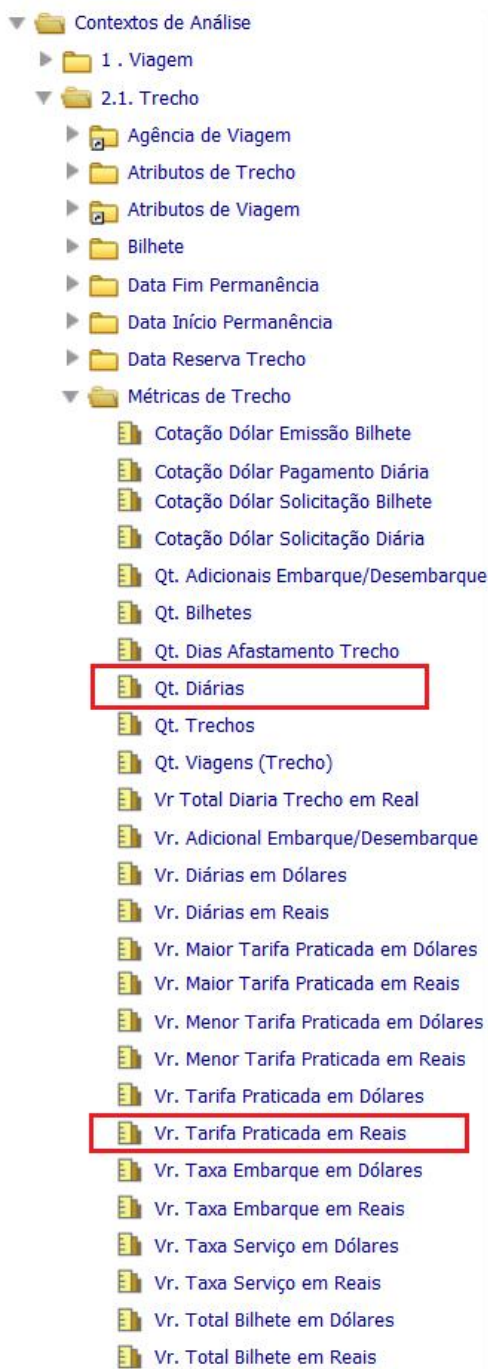 Contextos de Análise
1 . Viagem
2.1. Trecho
Agência de Viagem
Atributos de Trecho
Atributos de Viagem
Bilhete
Data Fim Permanência
Data Início Permanência
Data Reserva Trecho
Métricas de Trecho
Cotação Dólar Emissão Bilhete
Cotação Dólar Pagamento Diária
Cotação Dólar Solicitação Bilhete
Cotação Dólar Solicitação Diária
Qt. Adicionais Embarque/Desembarque
Qt. Bilhetes
Qt. Dias Afastamento Trecho
Qt. Diárias
Qt. Trechos
Qt. Viagens (Trecho)
Vr Total Diaria Trecho em Real
Vr. Adicional Embarque/Desembarque
Vr. Diárias em Dólares
Vr. Diárias em Reais
Vr. Maior Tarifa Praticada em Dólares
Vr. Maior Tarifa Praticada em Reais
Vr. Menor Tarifa Praticada em Dólares
Vr. Menor Tarifa Praticada em Reais
Vr. Tarifa Praticada em Dólares
Vr. Tarifa Praticada em Reais
Vr. Taxa Embarque em Dólares
Vr. Taxa Embarque em Reais
Vr. Taxa Serviço em Dólares
Vr. Taxa Serviço em Reais
Vr. Total Bilhete em Dólares
Vr. Total Bilhete em Reais